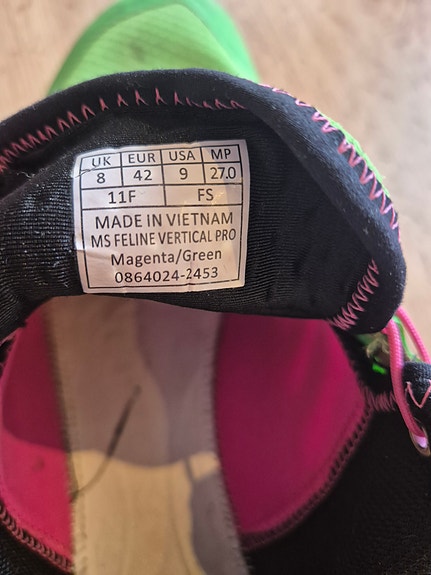 UK EUR USA MP
8 42 9 27.0
11F FS
MADE IN VIETNAM
MS FELINE VERTICAL PRO
Magenta/Green
0864024-2453